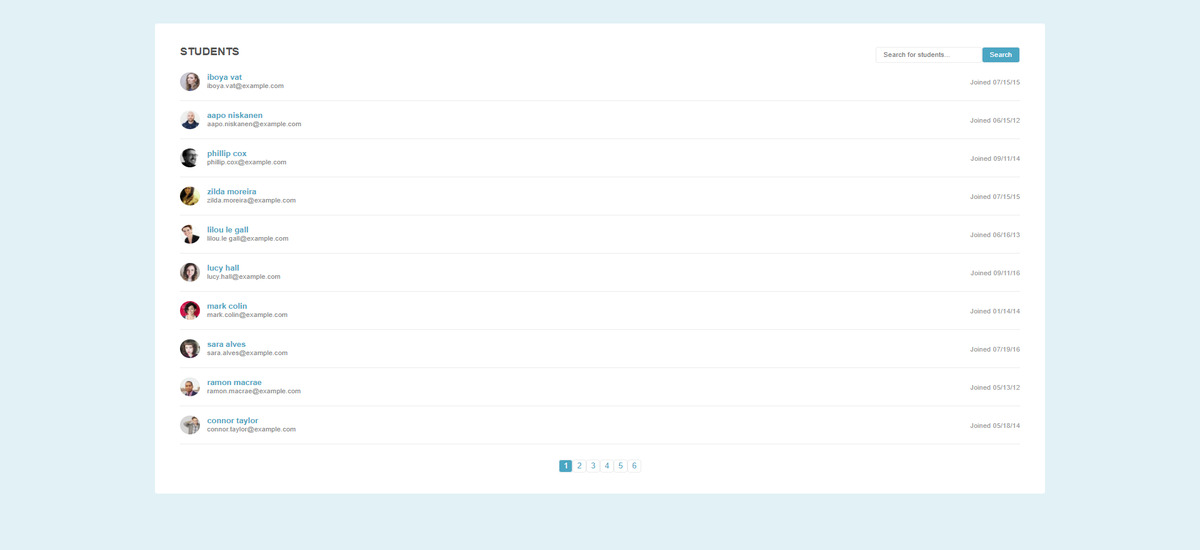 STUDENTS
Search for students...
Search
iboya vat
iboya.vat@example.com
Joined 07/15/15
aapo niskanen
aapo.niskanen@example.com
Joined 06/15/12
phillip cox
phillip.cox@example.com
Joined 09/11/14
zilda moreira
zilda.moreira@example.com
Joined 07/15/15
lilou le gall
lilou.le gall@example.com
Joined 06/16/13
lucy hall
lucy.hall@example.com
Joined 09/11/16
mark colin
mark.colin@example.com
Joined 01/14/14
sara alves
sara.alves@example.com
Joined 07/19/16
ramon macrae
ramon.macrae@example.com
Joined 05/13/12
connor taylor
connor.taylor@example.com
Joined 05/18/14
1 2 3 4 5 6